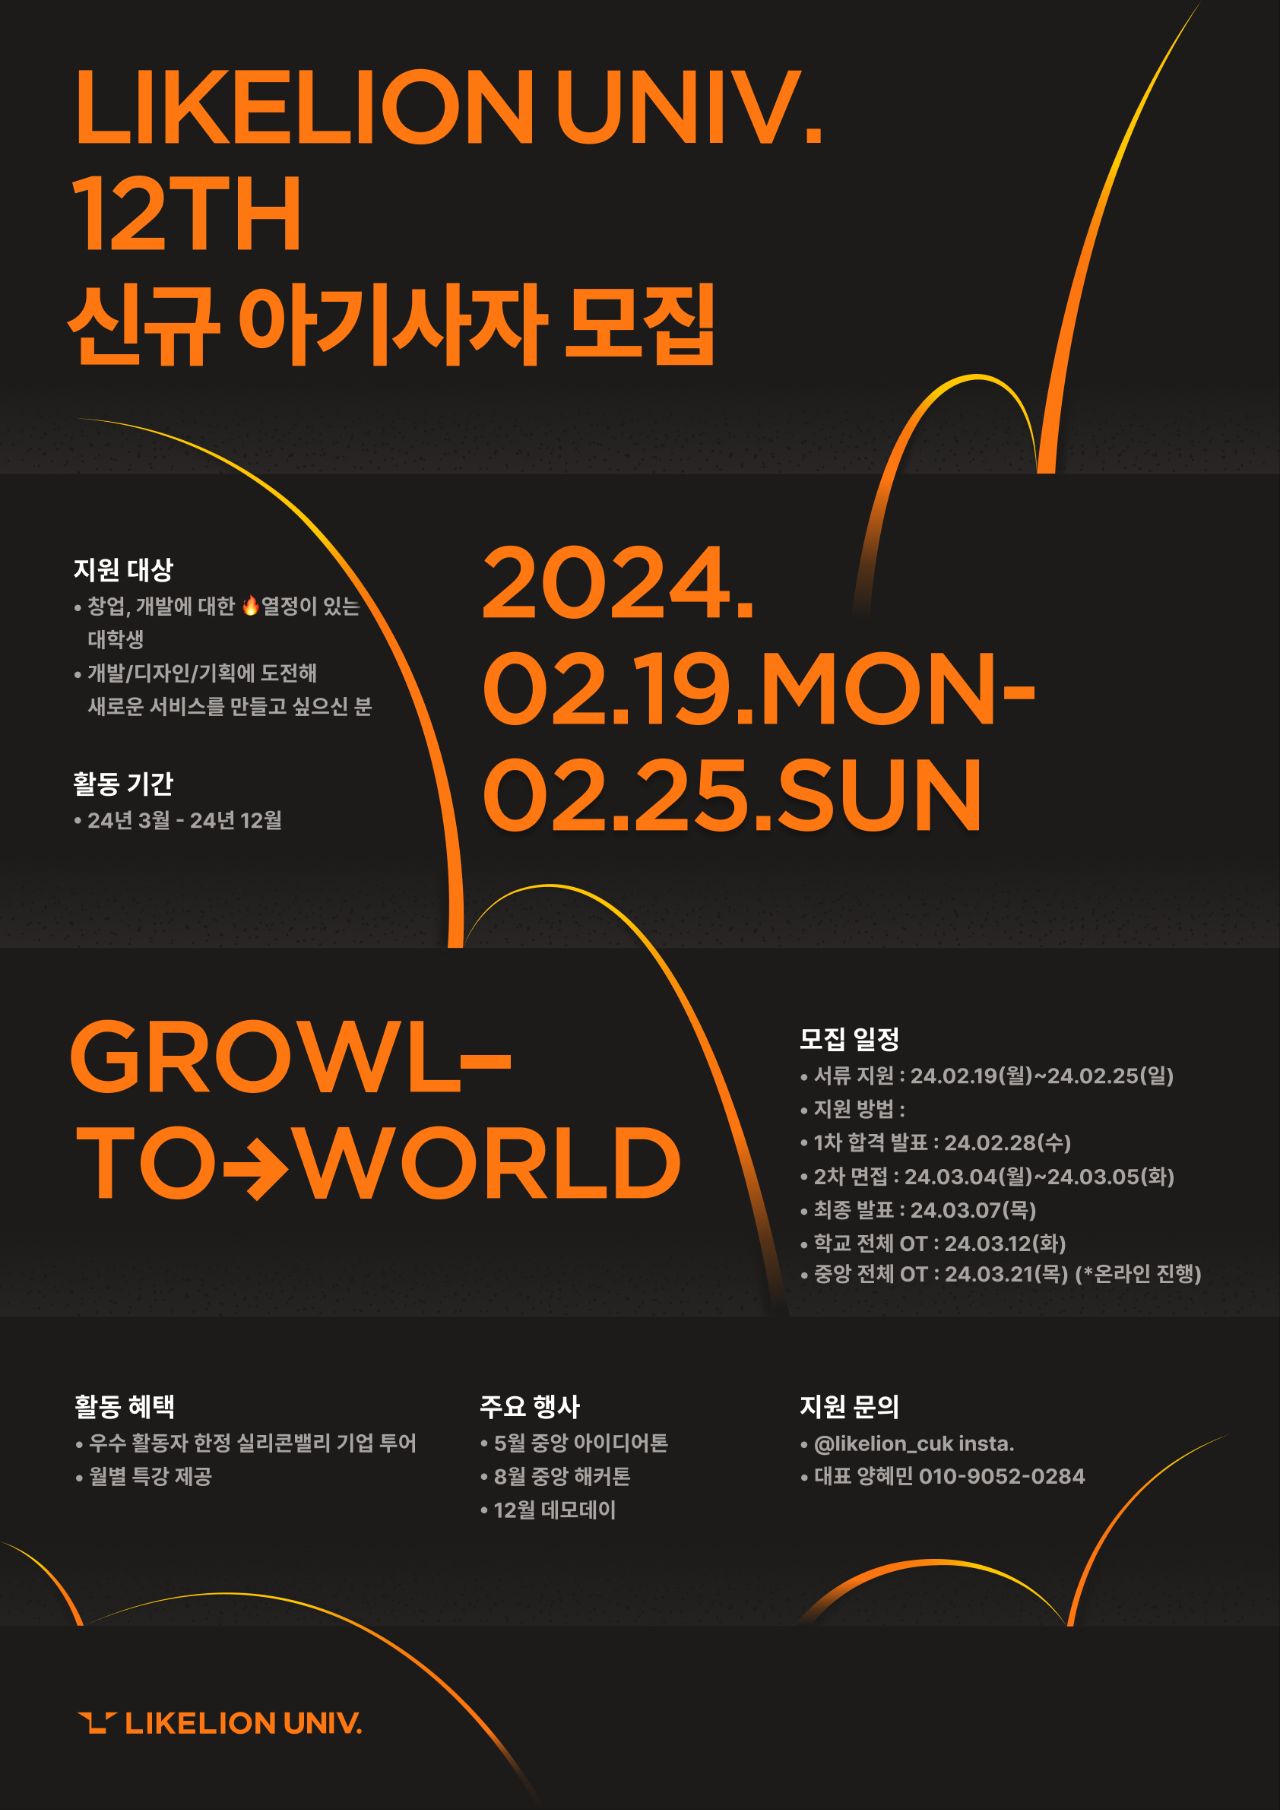 LIKELION UNIV.
12TH
신규 아기사자 모집
지원 대상
• 창업, 개발에 대한 🔥열정이 있는
대학생
• 개발/디자인/기획에 도전해
새로운 서비스를 만들고 싶으신 분
활동 기간
• 24년 3월 - 24년 12월
2024.
02.19.MON-
02.25.SUN
GROWL–
TO→WORLD
모집 일정
• 서류 지원 : 24.02.19(월)~24.02.25(일)
• 지원 방법 :
• 1차 합격 발표 : 24.02.28(수)
• 2차 면접 : 24.03.04(월)~24.03.05(화)
• 최종 발표 : 24.03.07(목)
• 학교 전체 OT : 24.03.12(화)
• 중앙 전체 OT : 24.03.21(목) (*온라인 진행)
활동 혜택
• 우수 활동자 한정 실리콘밸리 기업 투어
• 월별 특강 제공
주요 행사
• 5월 중앙 아이디어톤
• 8월 중앙 해커톤
• 12월 데모데이
지원 문의
• @likelion_cuk insta.
• 대표 양혜민 010-9052-0284
LIKELION UNIV.